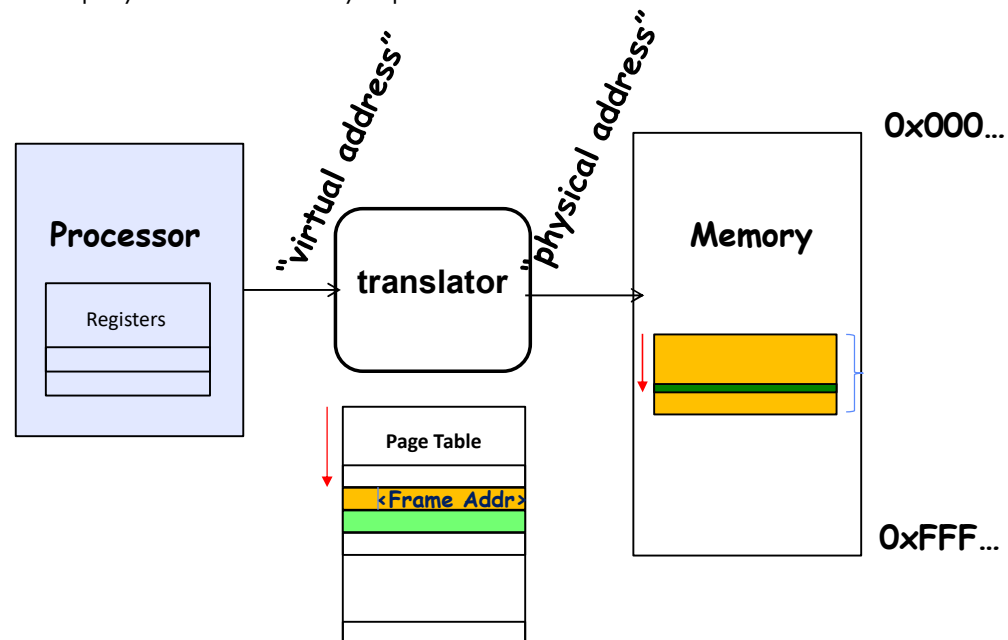 "virtual address"
"physical address"
0x000...
Processor
translator
Memory
Registers
Page Table
<Frame Addr>
0xFFF...